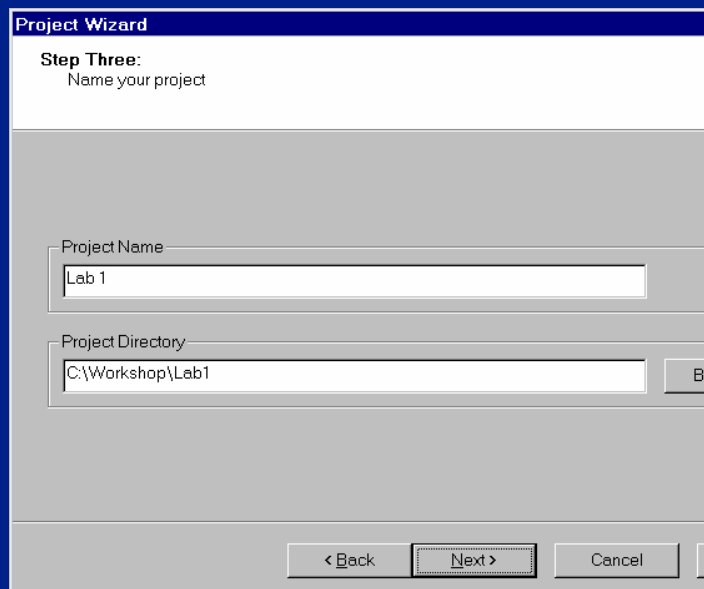 Project Wizard
Step Three:
Name your project
Project Name
Lab 1
Project Directory
C:\Workshop\Lab1
B
< Back Next > Cancel